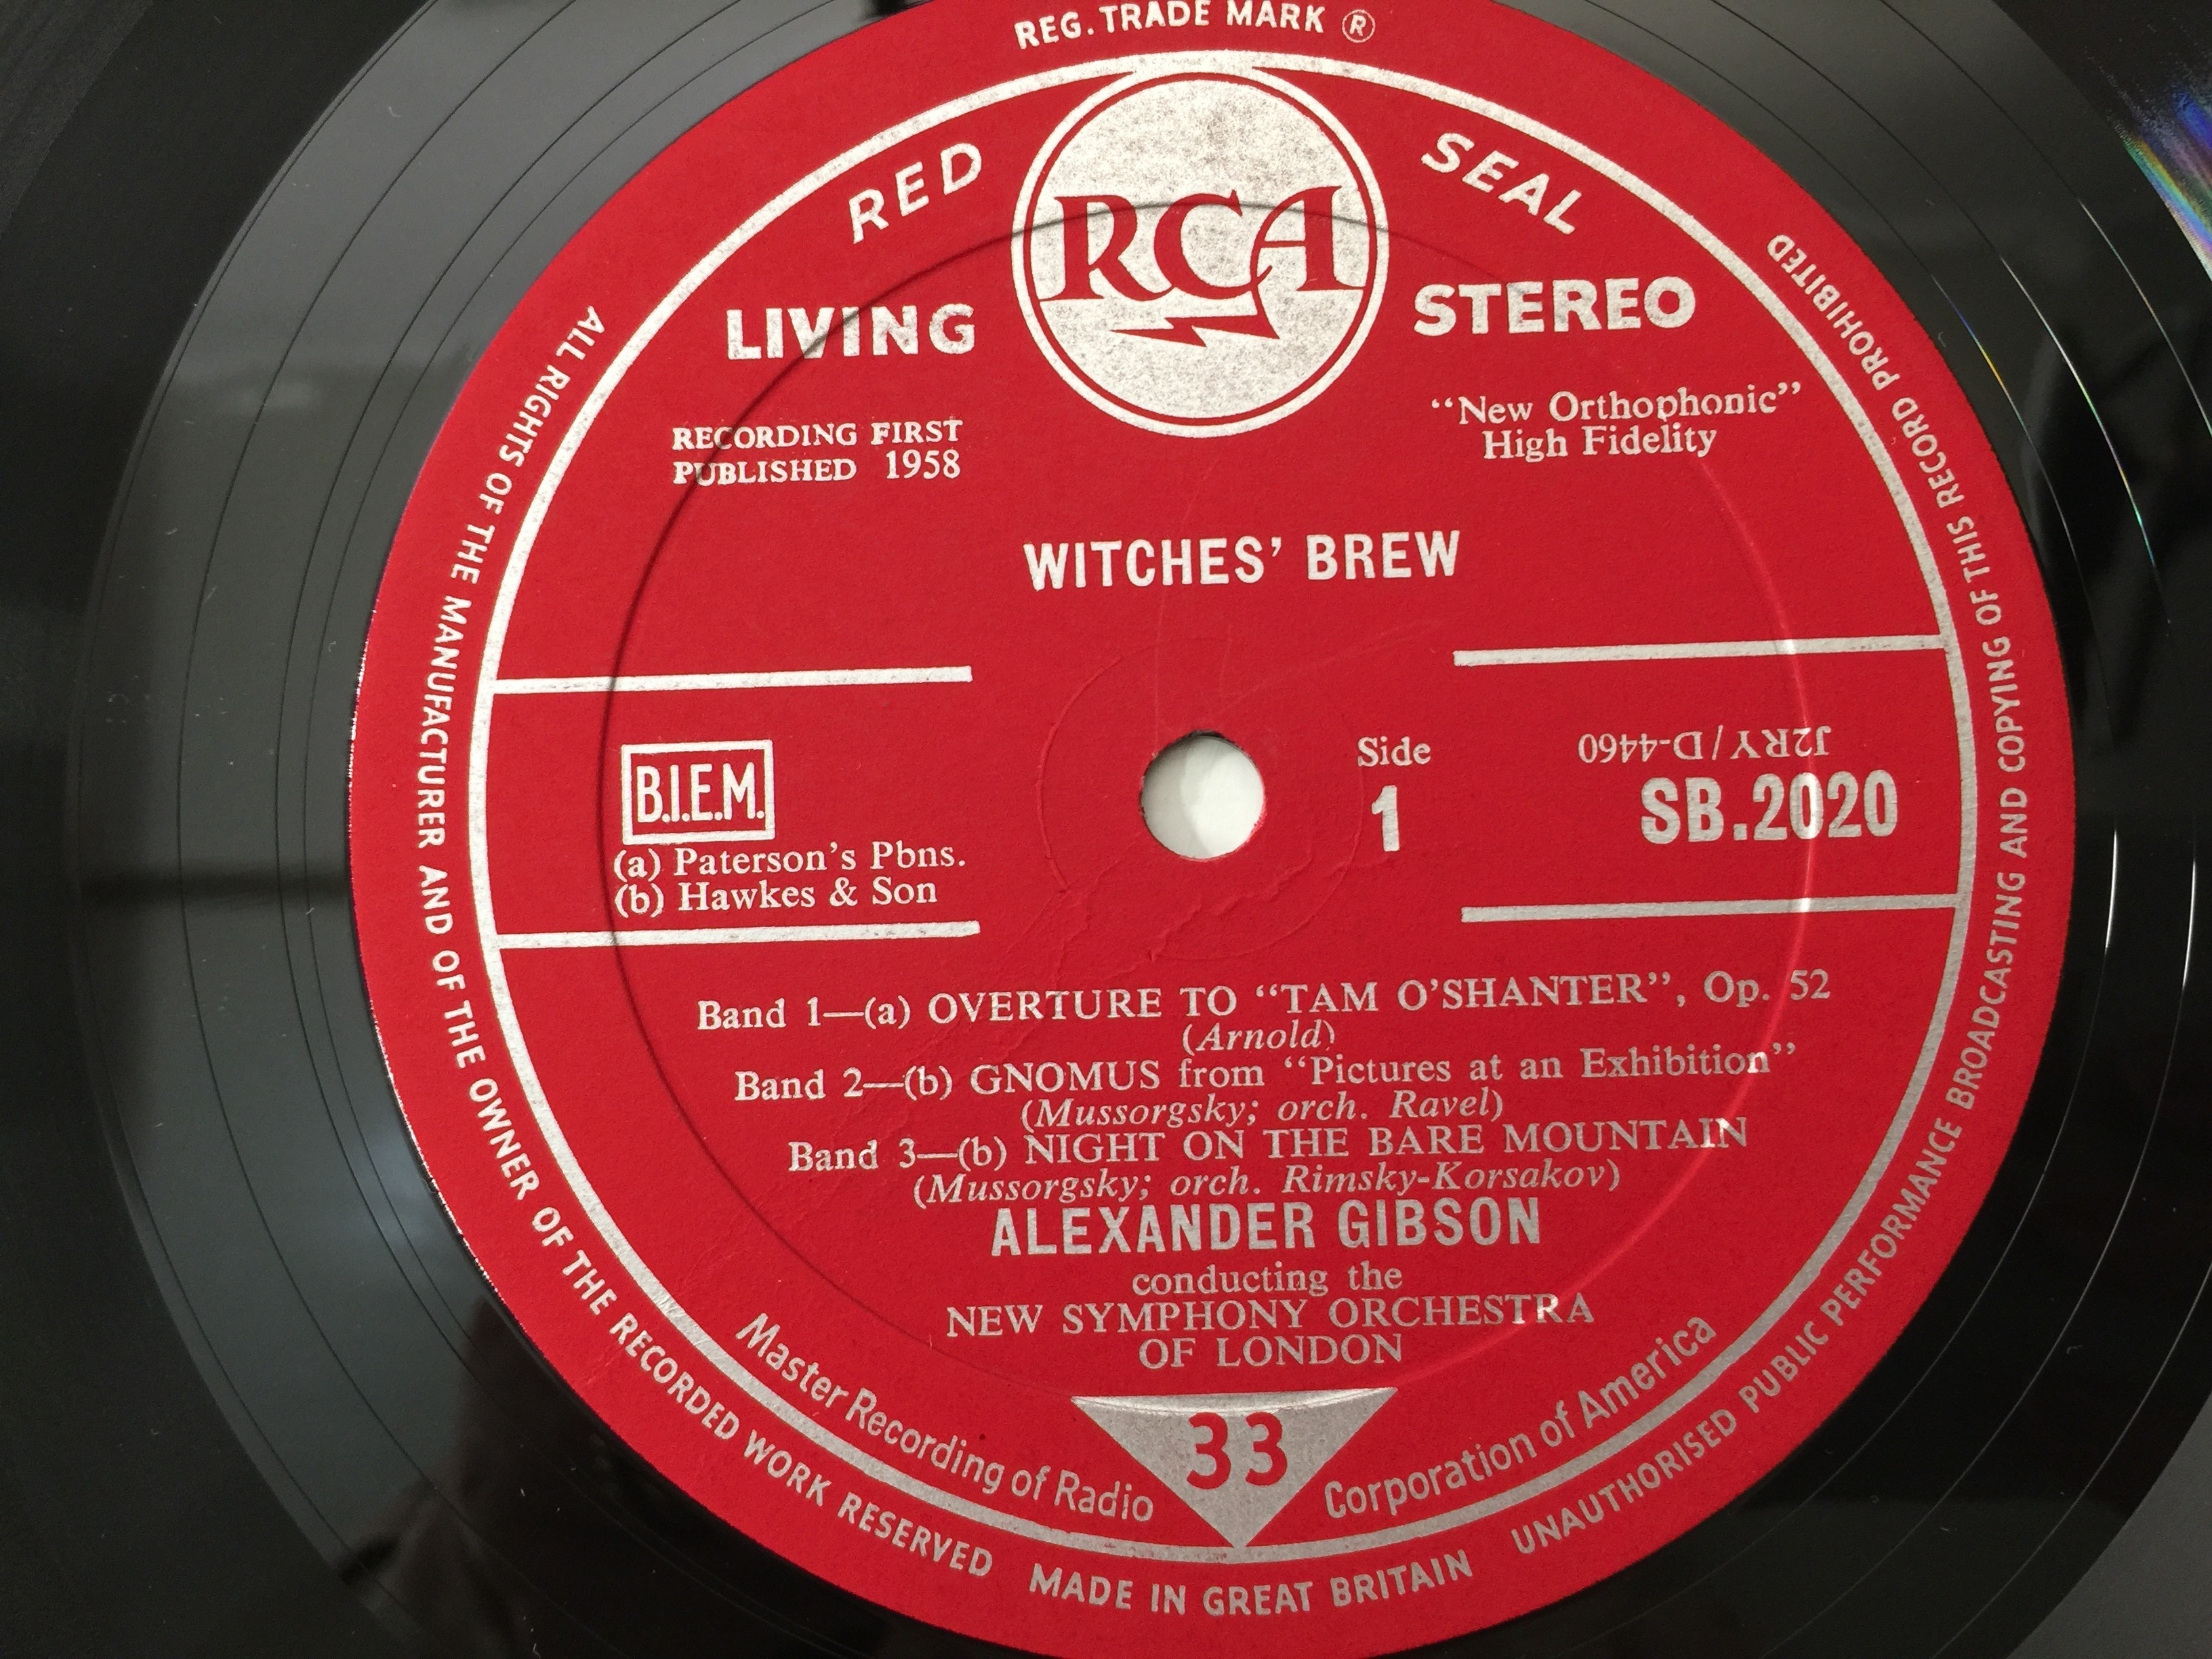 REG. TRADE MARK ®
RED SEAL
RCA
LIVING STEREO
RECORDING FIRST
PUBLISHED 1958
“New Orthophonic”
High Fidelity
WITCHES’ BREW
B.I.E.M.
(a) Paterson’s Pbns.
(b) Hawkes & Son
Side
1
J2RY/D-4460
SB.2020
Band 1—(a) OVERTURE TO “TAM O’SHANTER”, Op. 52
(Arnold)
Band 2—(b) GNOMUS from “Pictures at an Exhibition”
(Mussorgsky; orch. Ravel)
Band 3—(b) NIGHT ON THE BARE MOUNTAIN
(Mussorgsky; orch. Rimsky-Korsakov)
ALEXANDER GIBSON
conducting the
NEW SYMPHONY ORCHESTRA
OF LONDON
33
Master Recording of Radio Corporation of America
ALL RIGHTS OF THE MANUFACTURER AND OF THE OWNER OF THE RECORDED WORK RESERVED
MADE IN GREAT BRITAIN
UNAUTHORISED PUBLIC PERFORMANCE BROADCASTING AND COPYING OF THIS RECORD PROHIBITED